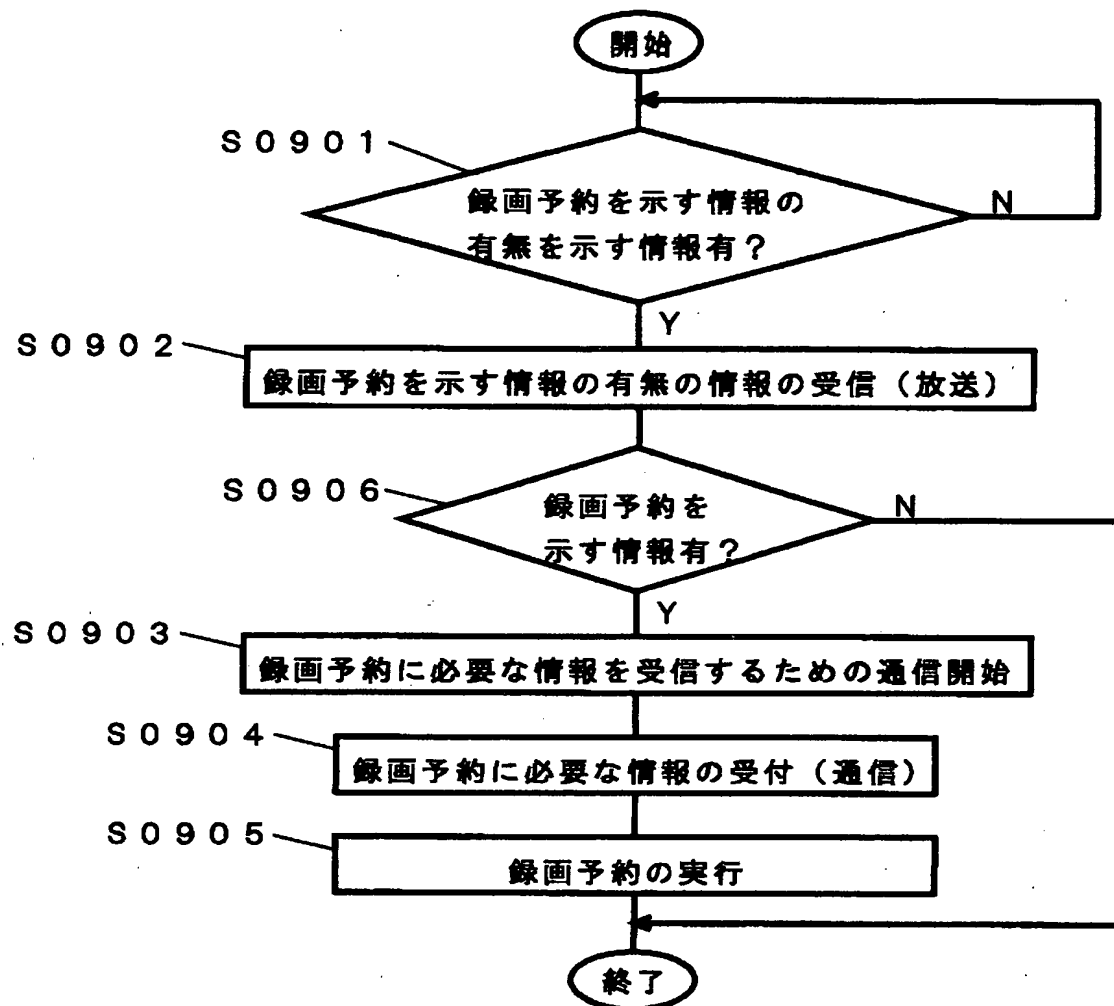 開始
S0901
録画予約を示す情報の
有無を示す情報有?
N
Y
S0902
録画予約を示す情報の有無の情報の受信(放送)
S0906
録画予約を
示す情報有?
N
Y
S0903
録画予約に必要な情報を受信するための通信開始
S0904
録画予約に必要な情報の受付(通信)
S0905
録画予約の実行
終了